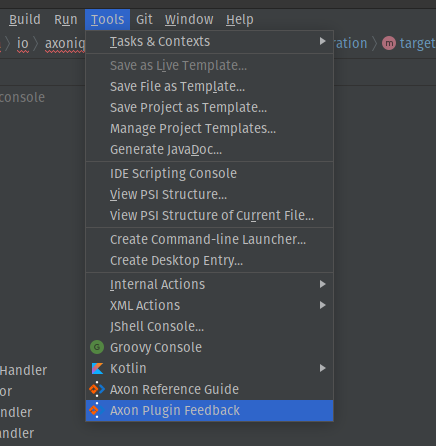 Build Run Tools Git Window Help
io axoniq ration m target
Tasks & Contexts
Save as Live Template...
console
Save File as Template...
Save Project as Template...
Manage Project Templates...
Generate JavaDoc...
IDE Scripting Console
View PSI Structure...
View PSI Structure of Current File...
Create Command-line Launcher...
Create Desktop Entry...
Internal Actions
XML Actions
JShell Console...
G Groovy Console
Handler Kotlin
or Axon Reference Guide
ndler Axon Plugin Feedback
andler